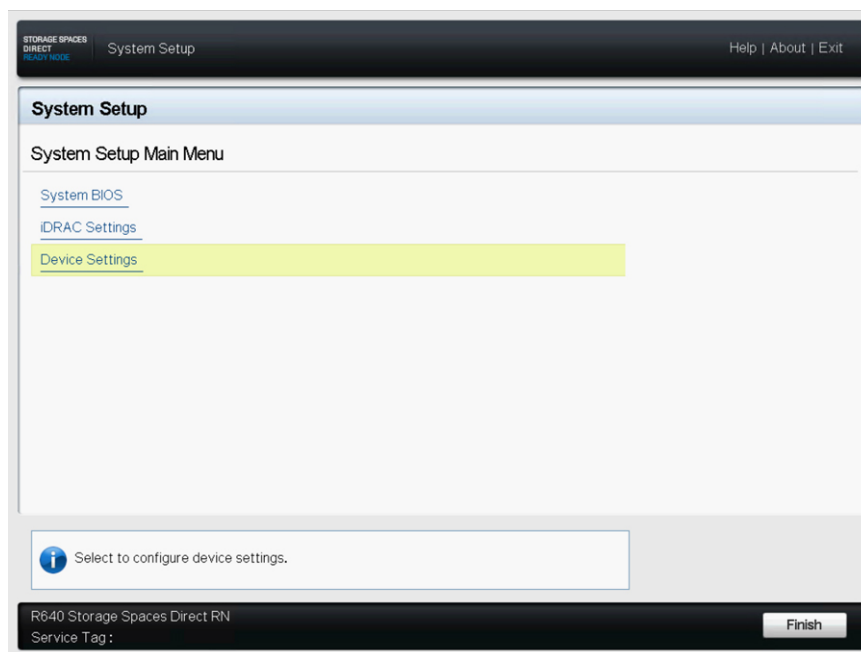 STORAGE SPACES
DIRECT
READY NODE
System Setup
Help | About | Exit
System Setup
System Setup Main Menu
System BIOS
iDRAC Settings
Device Settings
Select to configure device settings.
R640 Storage Spaces Direct RN
Service Tag:
Finish